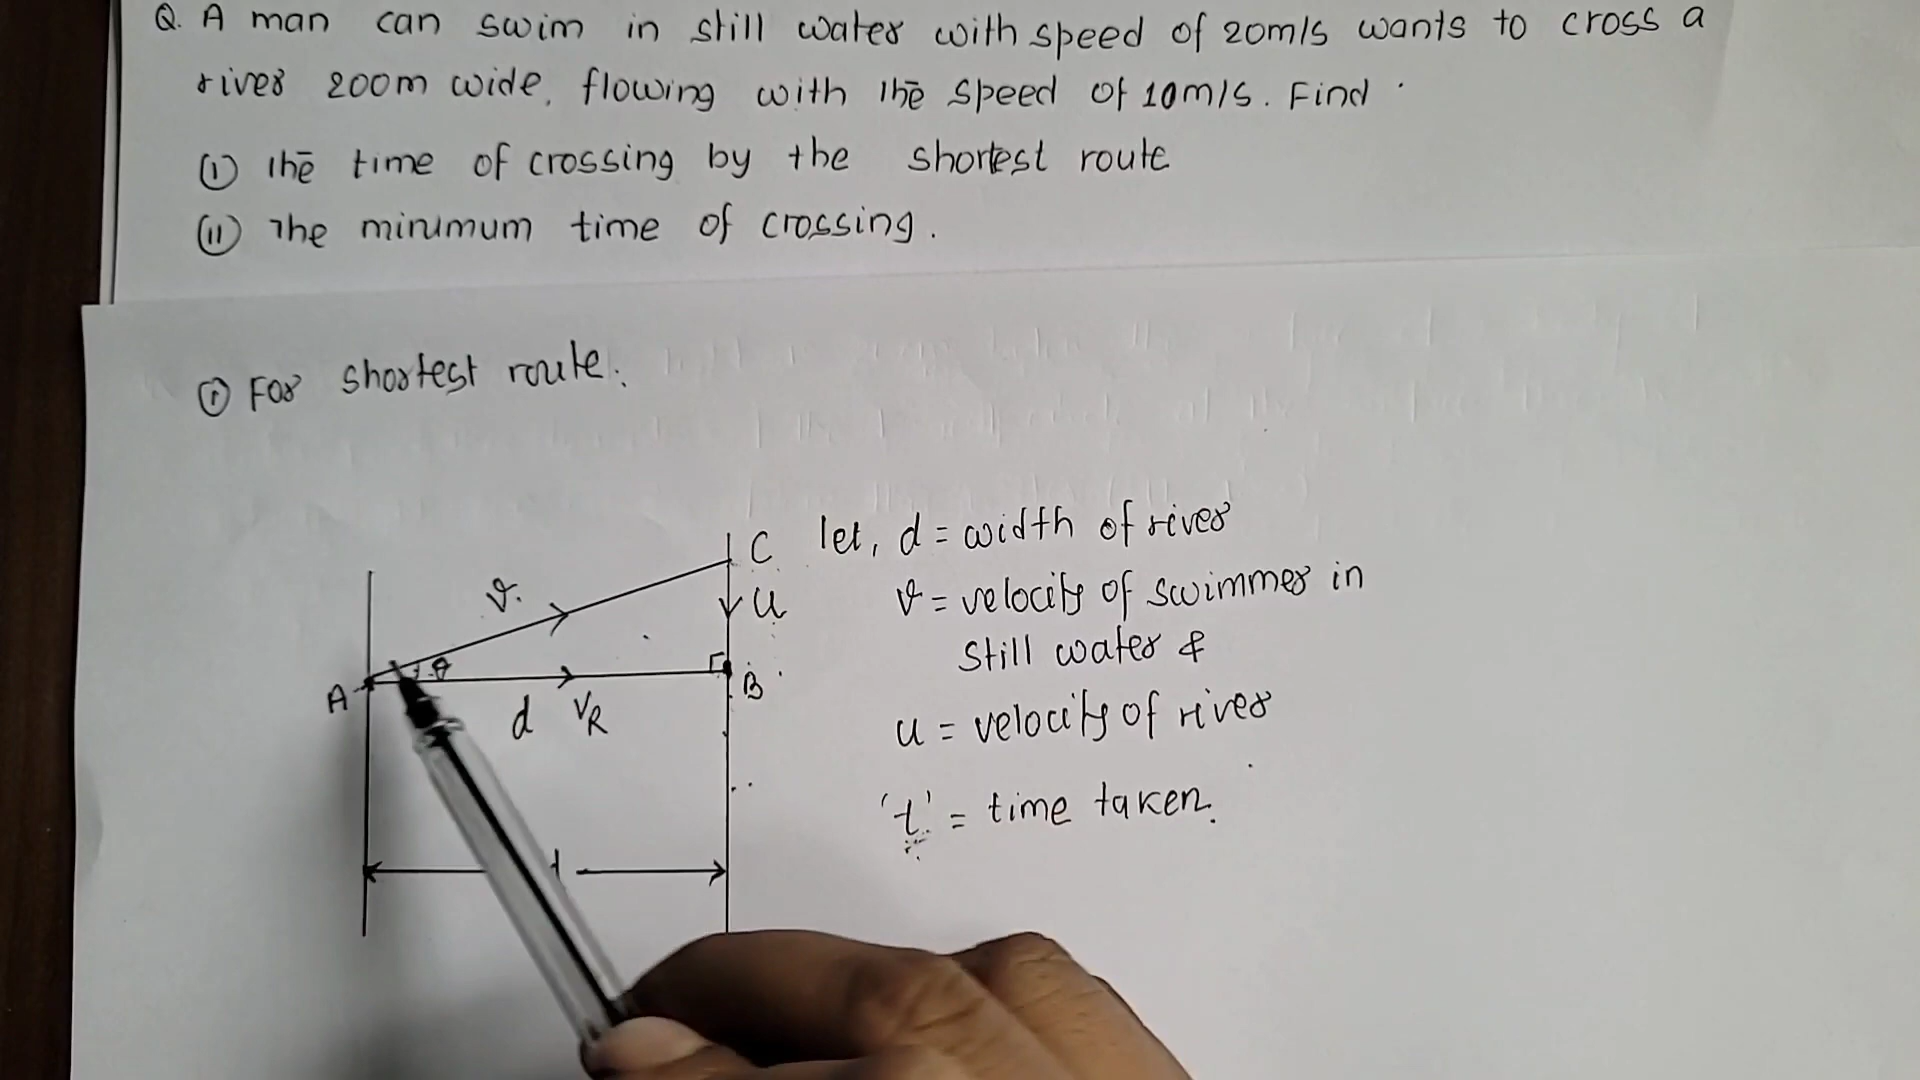 Q. A man can swim in still water with speed of 20m/s wants to cross a
river 200m wide, flowing with the speed of 10m/s. Find
(I) The time of crossing by the shortest route
(II) The minimum time of crossing.
(I) For shortest route:
C
let, d = width of river
v.
u
v = velocity of swimmer in
still water &
θ
A
B
d
VR
u = velocity of river
't' = time taken.